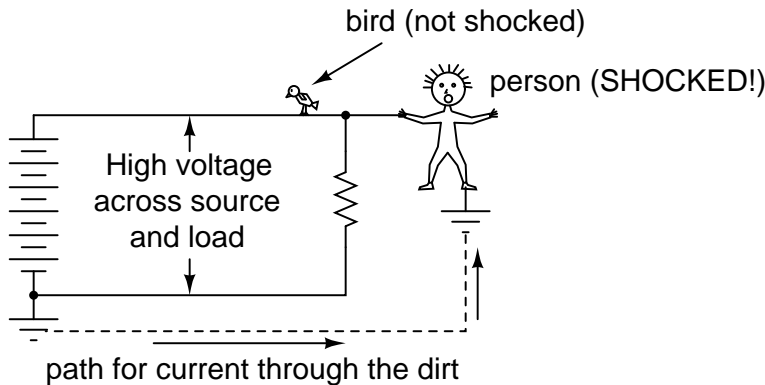 bird (not shocked)
person (SHOCKED!)
High voltage
across source
and load
path for current through the dirt